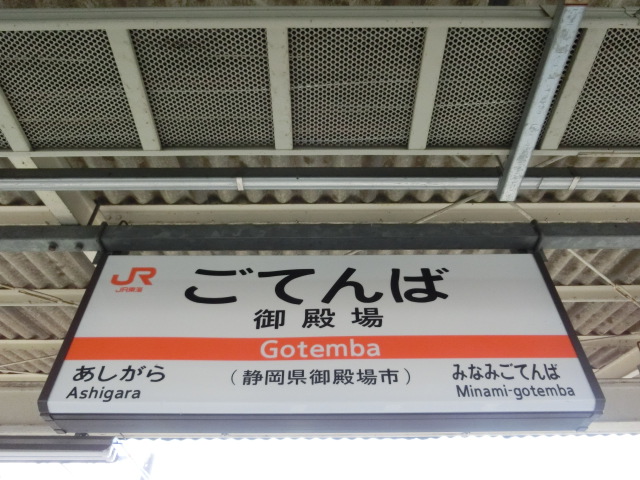 JR
JR東海
ごてんば
御殿場
Gotemba
あしがら
Ashigara
(静岡県御殿場市)
みなみごてんば
Minami-gotemba